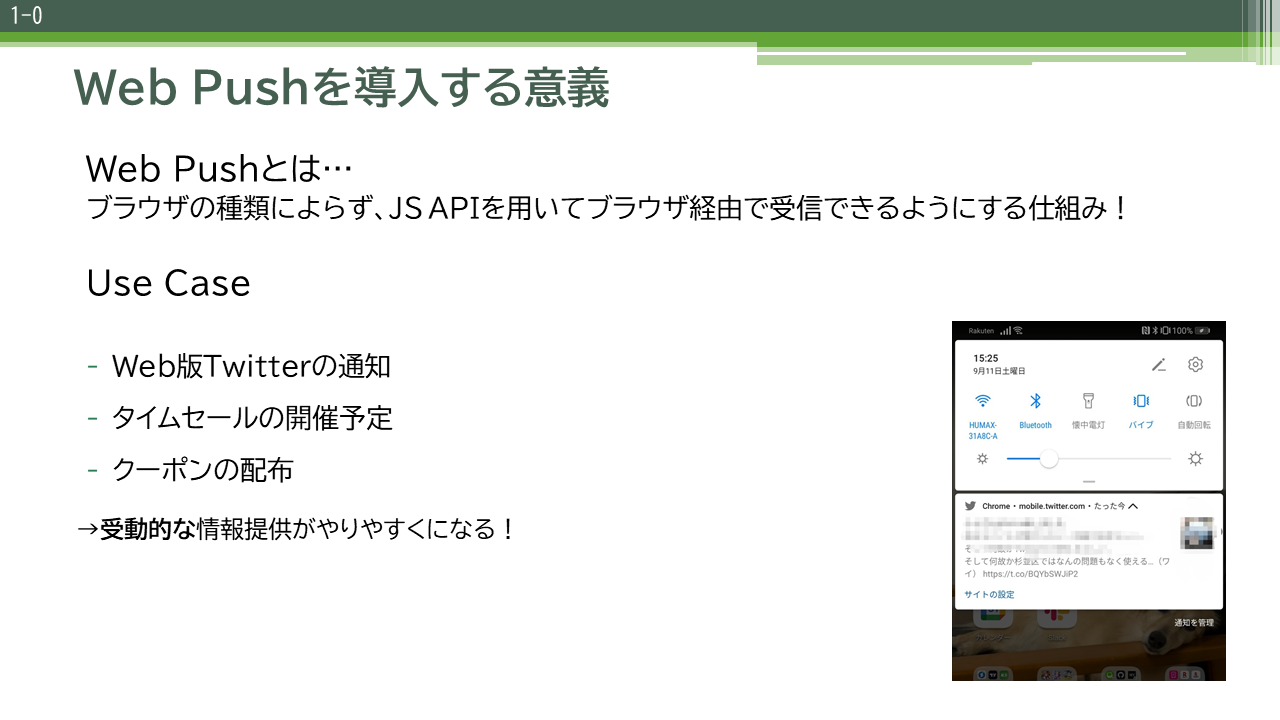 1-0
Web Pushを導入する意義
Web Pushとは…
ブラウザの種類によらず、JS APIを用いてブラウザ経由で受信できるようにする仕組み！
Use Case
- Web版Twitterの通知
- タイムセールの開催予定
- クーポンの配布
→受動的な情報提供がやりやすくになる！
Rakuten 100%
15:25
9月11日土曜日
HUMAX-31A8C-A
Bluetooth
懐中電灯
バイブ
自動回転
Chrome・mobile.twitter.com・たった今
そして何故か杉並区ではなんの問題もなく使える…（ワ
イ） https://t.co/BQYbSWJiP2
サイトの設定
通知を管理
カレンダー